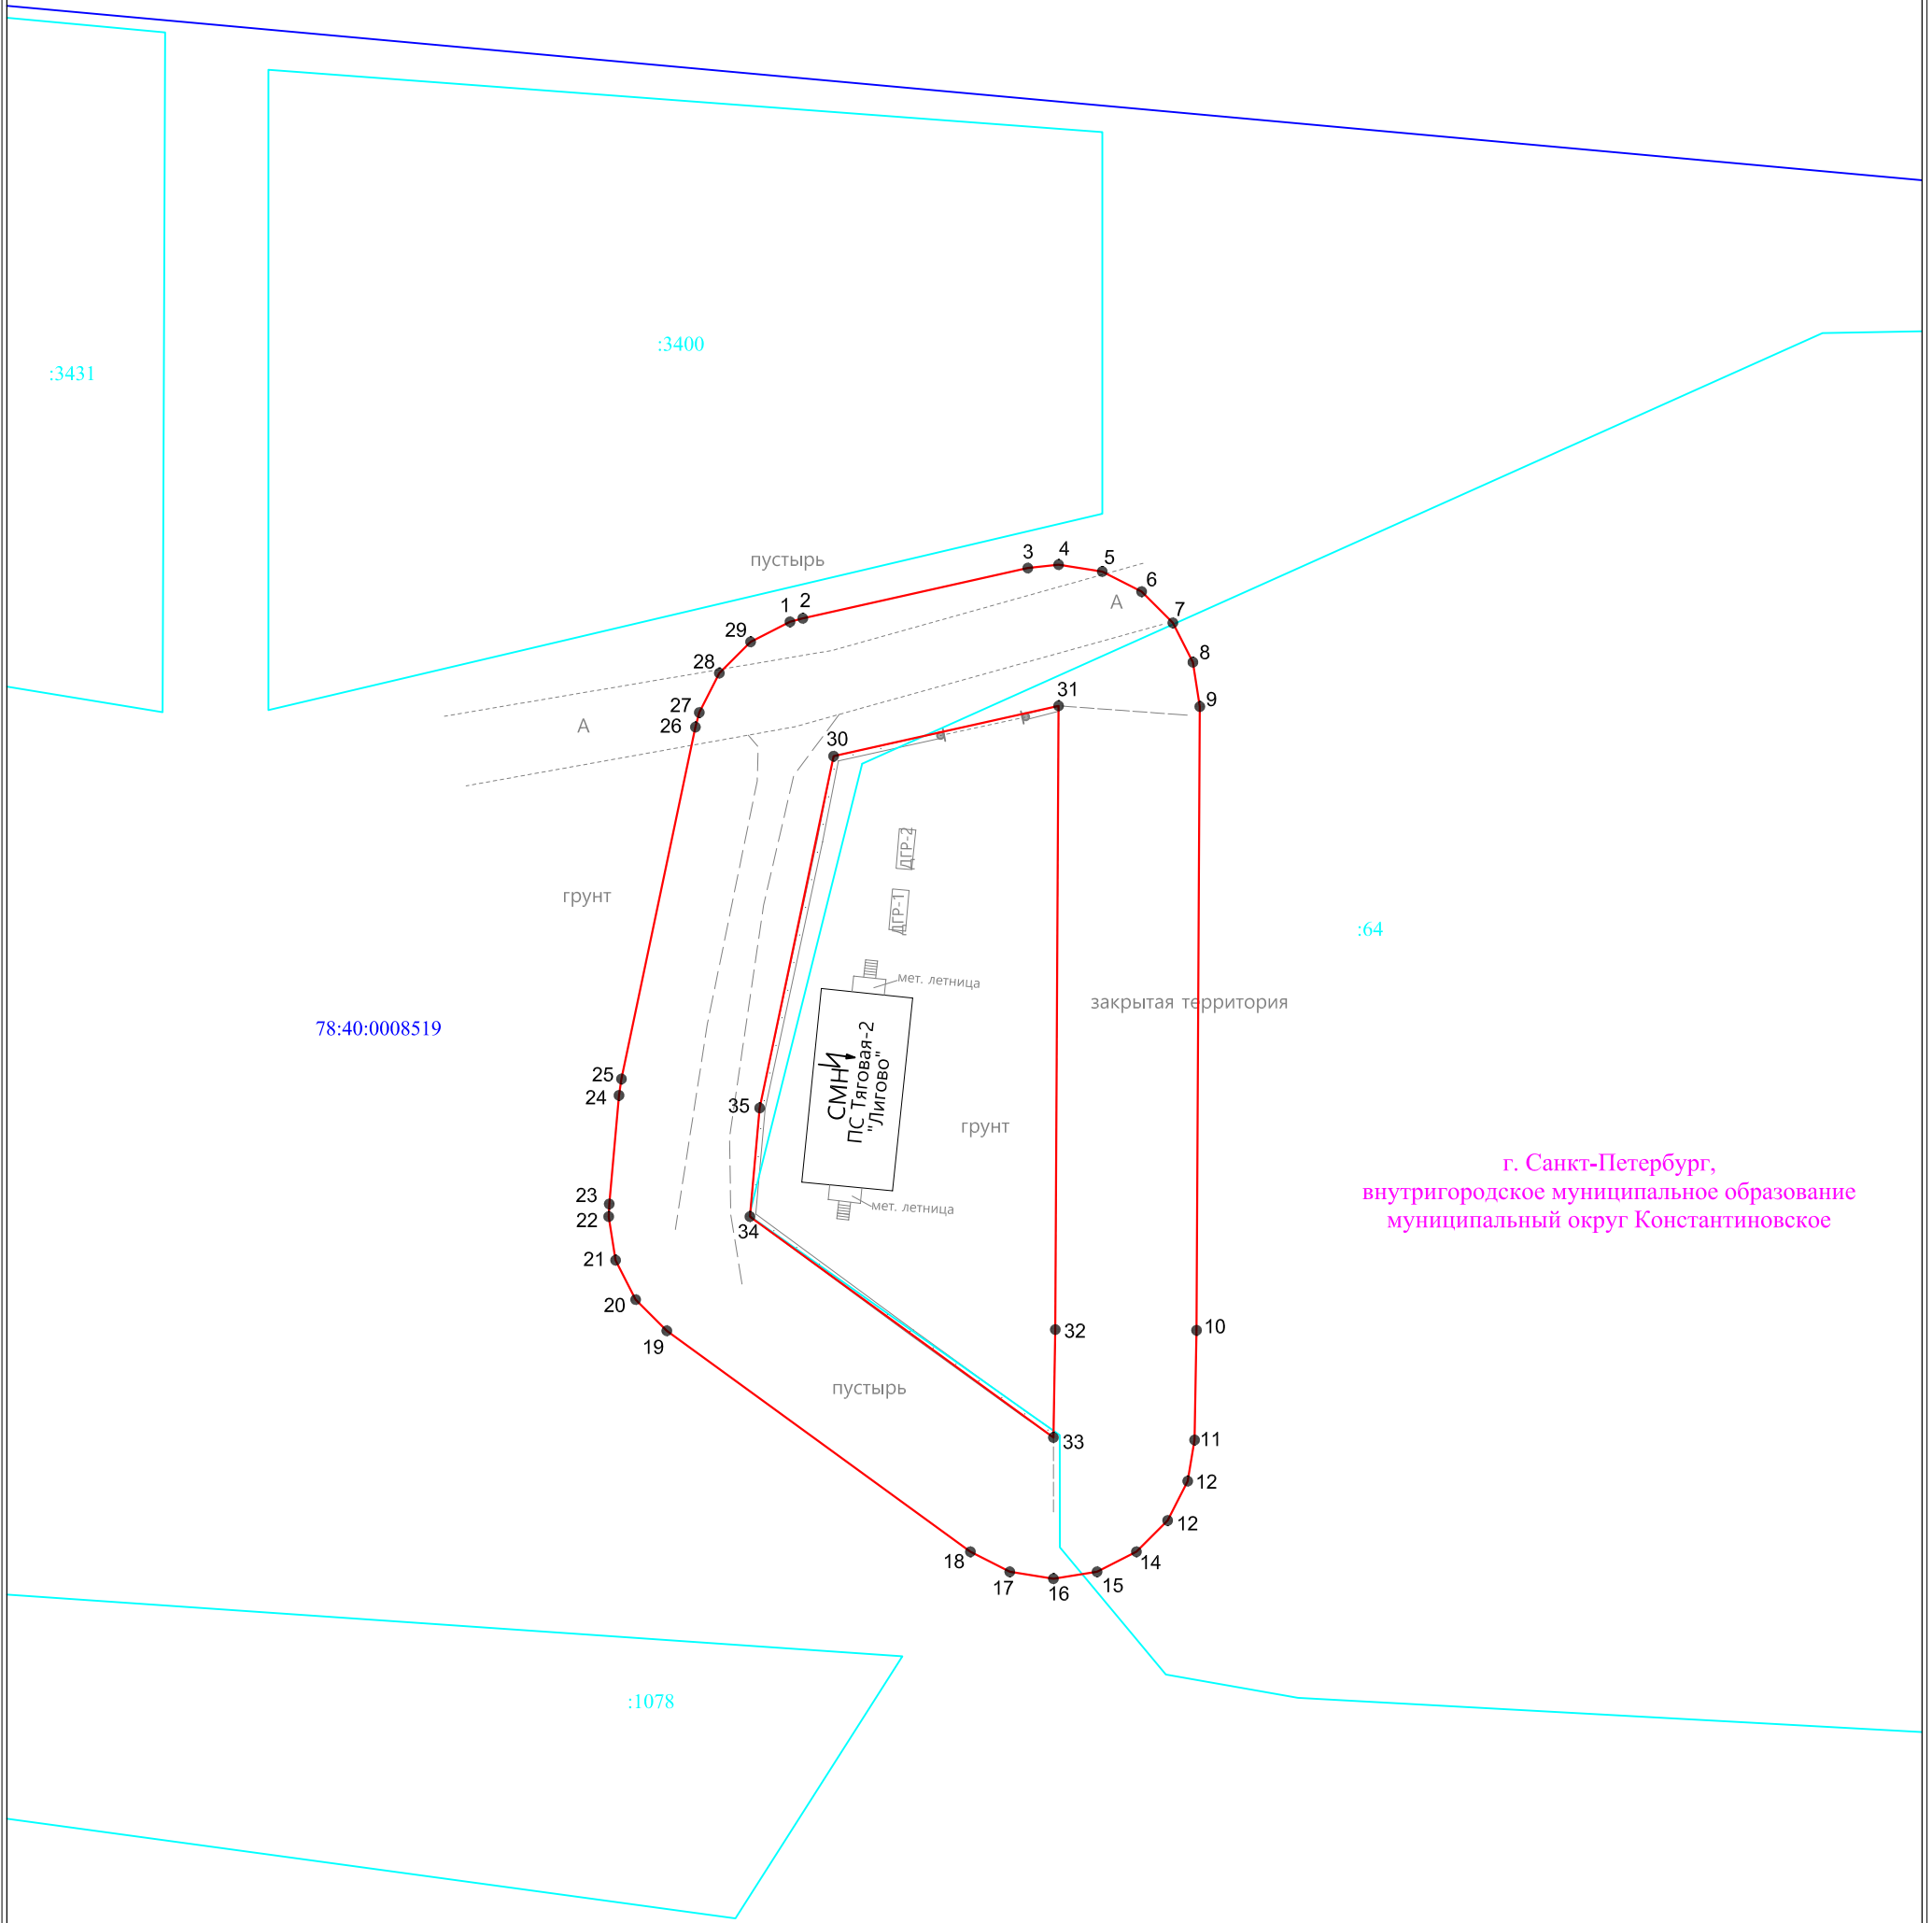 :3400
:3431
пустырь
3
4
5
6
А
7
1
2
29
28
8
27
26
9
31
А
30
ДГР-2
грунт
ДГР-1
:64
мет. летница
закрытая территория
78:40:0008519
СМНИ
ПС Тяговая-2
"Лигово"
25
24
35
грунт
г. Санкт-Петербург,
внутригородское муниципальное образование
муниципальный округ Константиновское
23
22
мет. летница
34
21
20
19
32
10
пустырь
33
11
12
12
18
14
17
16
15
:1078